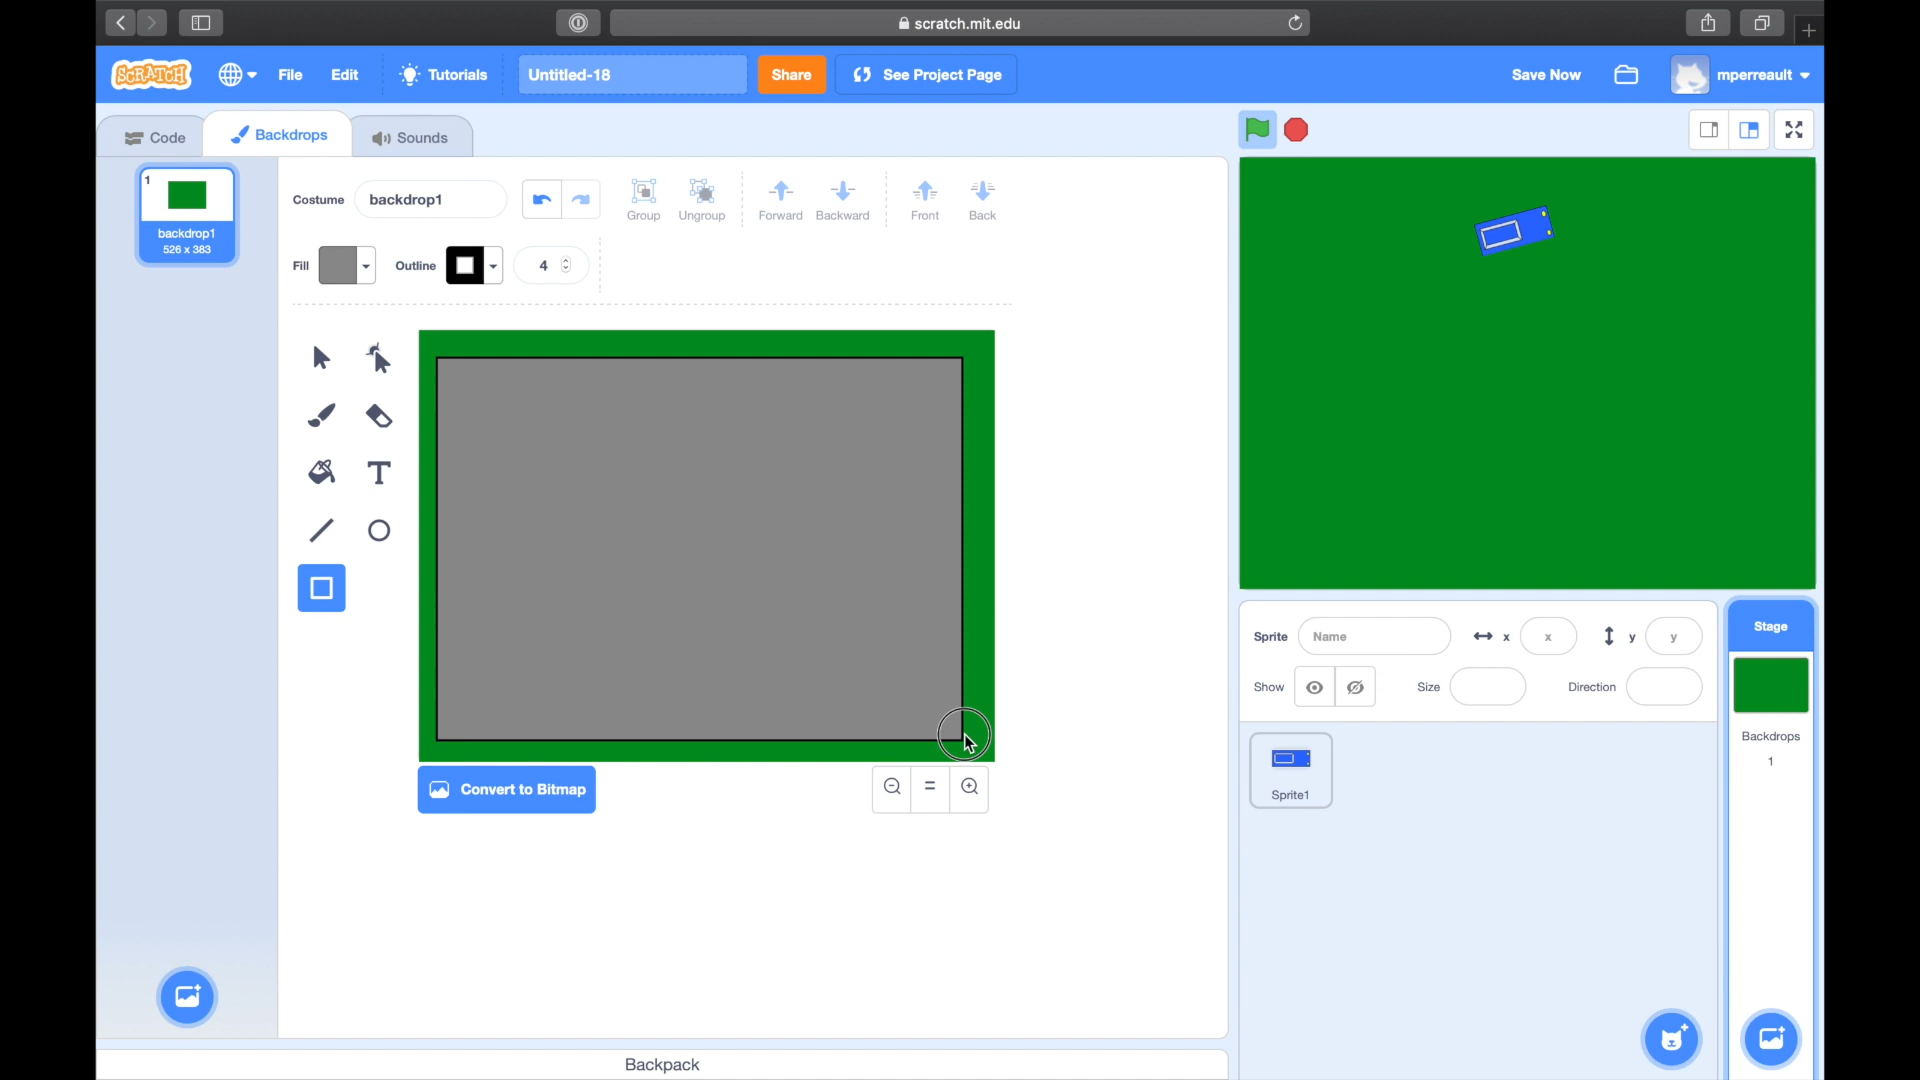 scratch.mit.edu
SCRATCH File Edit Tutorials Untitled-18 Share See Project Page Save Now mperreault
Code Backdrops Sounds
1
backdrop1
526 x 383
Costume backdrop1
Group Ungroup Forward Backward Front Back
Fill Outline 4
T
Convert to Bitmap
Sprite Name x x y y
Show Size Direction
Sprite1
Stage
Backdrops
1
Backpack